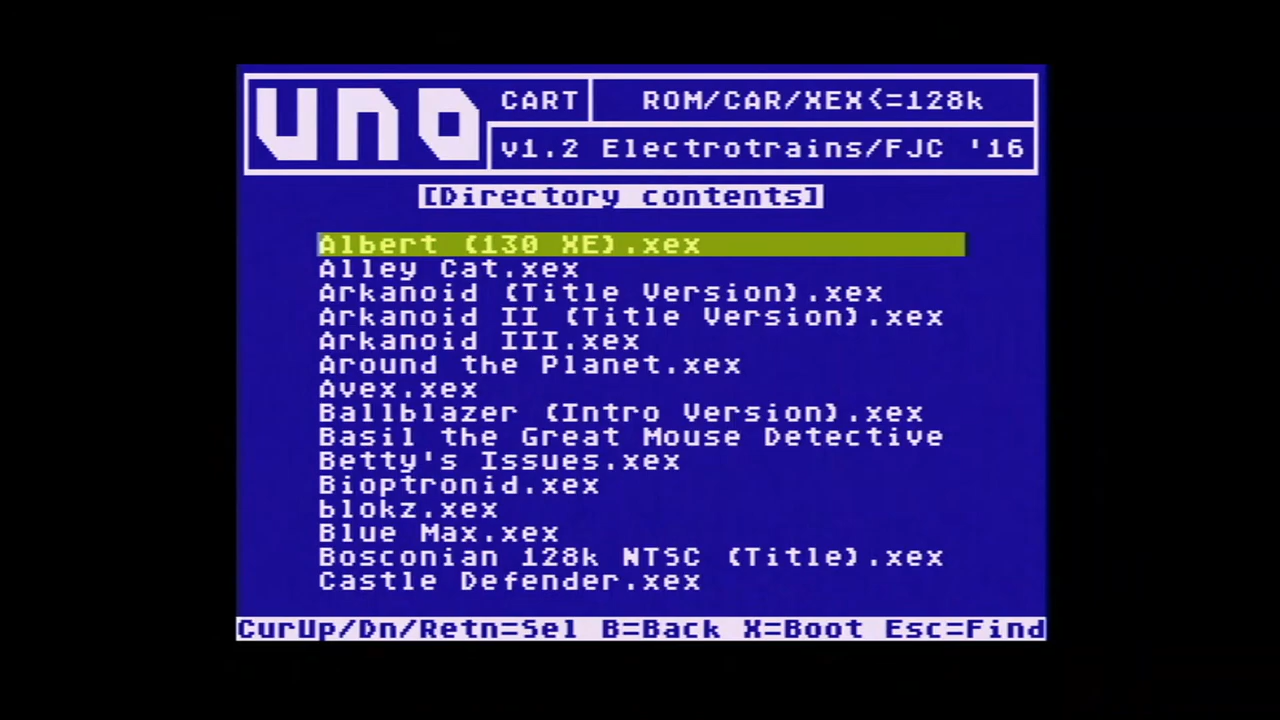 UNO CART ROM/CAR/XEX<=128k
v1.2 Electrotrains/FJC '16
[Directory contents]
Albert (130 XE).xex
Alley Cat.xex
Arkanoid (Title Version).xex
Arkanoid II (Title Version).xex
Arkanoid III.xex
Around the Planet.xex
Avex.xex
Ballblazer (Intro Version).xex
Basil the Great Mouse Detective
Betty's Issues.xex
Bioptronid.xex
blokz.xex
Blue Max.xex
Bosconian 128k NTSC (Title).xex
Castle Defender.xex
CurUp/Dn/Retn=Sel B=Back X=Boot Esc=Find